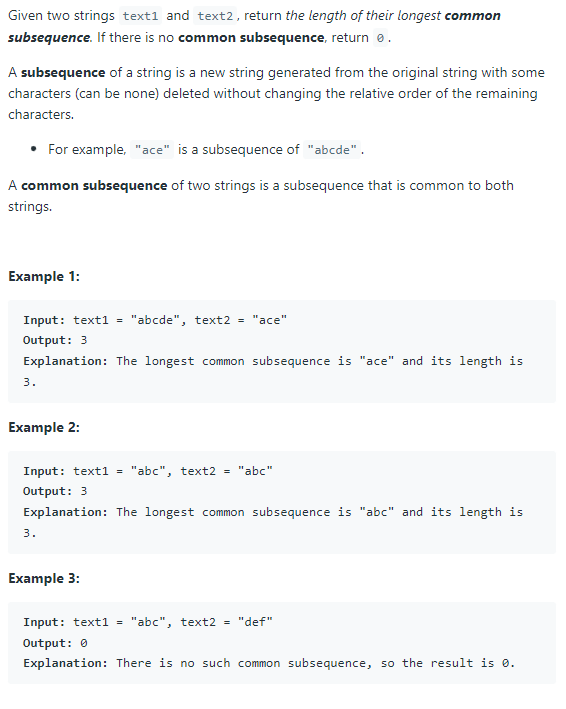 Given two strings text1 and text2, return the length of their longest common
subsequence. If there is no common subsequence, return 0.
A subsequence of a string is a new string generated from the original string with some
characters (can be none) deleted without changing the relative order of the remaining
characters.
• For example, "ace" is a subsequence of "abcde".
A common subsequence of two strings is a subsequence that is common to both
strings.
Example 1:
Input: text1 = "abcde", text2 = "ace"
Output: 3
Explanation: The longest common subsequence is "ace" and its length is
3.
Example 2:
Input: text1 = "abc", text2 = "abc"
Output: 3
Explanation: The longest common subsequence is "abc" and its length is
3.
Example 3:
Input: text1 = "abc", text2 = "def"
Output: 0
Explanation: There is no such common subsequence, so the result is 0.